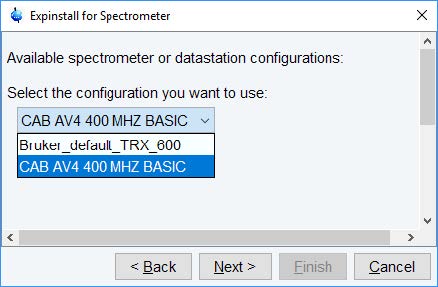 Expinstall for Spectrometer
Available spectrometer or datastation configurations:
Select the configuration you want to use:
CAB AV4 400 MHZ BASIC
Bruker_default_TRX_600
CAB AV4 400 MHZ BASIC
< Back Next > Finish Cancel